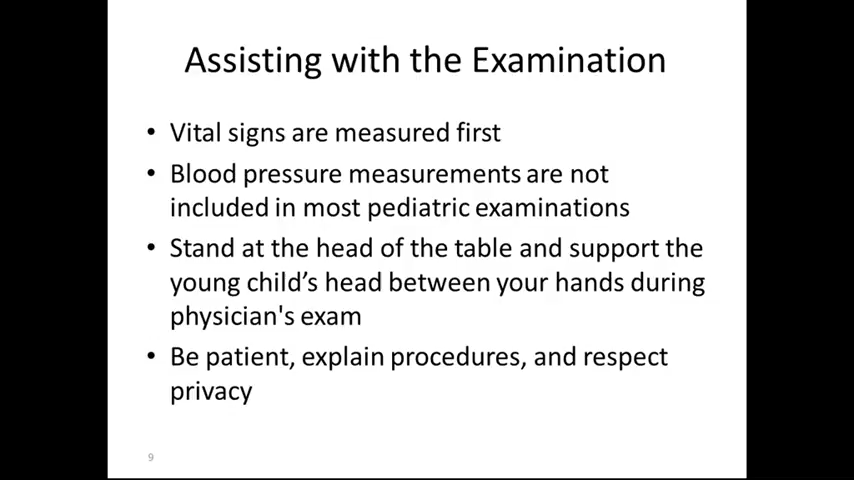 Assisting with the Examination
• Vital signs are measured first
• Blood pressure measurements are not
included in most pediatric examinations
• Stand at the head of the table and support the
young child’s head between your hands during
physician's exam
• Be patient, explain procedures, and respect
privacy
9